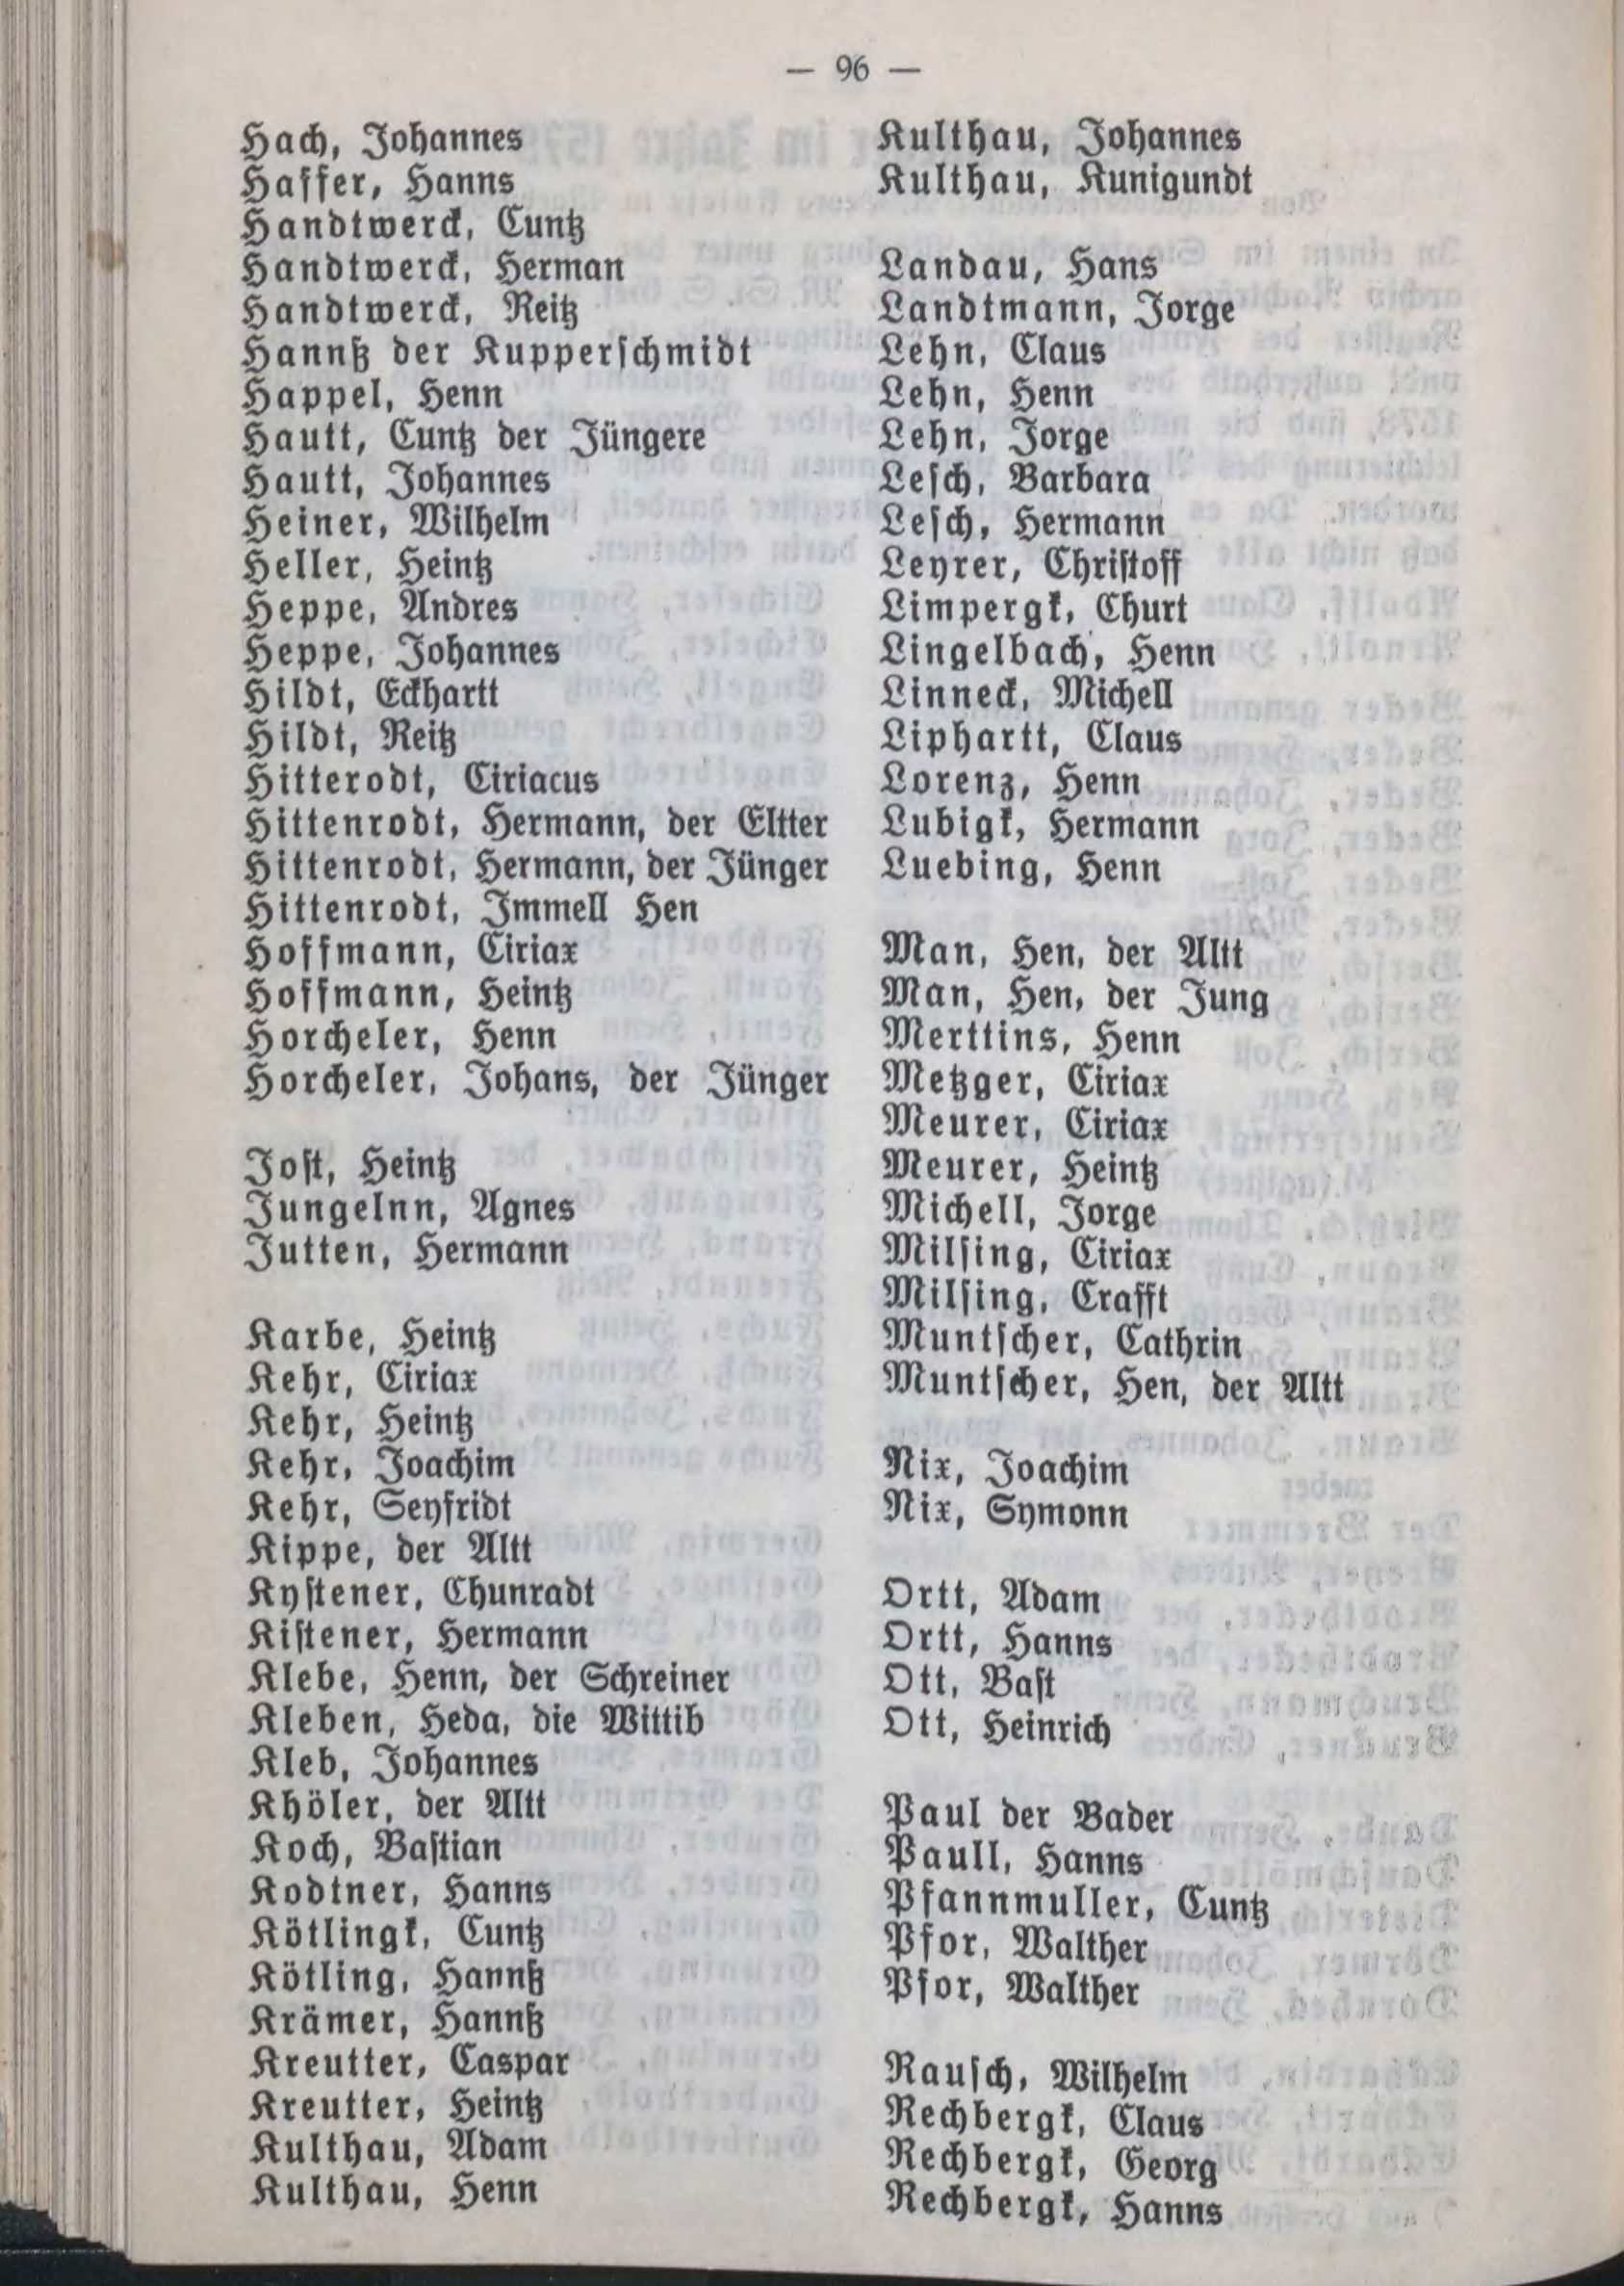 — 96 —
Hach, Johannes
Haffer, Hanns
Handtwerck, Cuntz
Handtwerck, Herman
Handtwerck, Reitz
Hannß der Kupperschmidt
Happel, Henn
Hautt, Cuntz der Jüngere
Hautt, Johannes
Heiner, Wilhelm
Heller, Heintz
Heppe, Andres
Heppe, Johannes
Hildt, Eckhartt
Hildt, Reitz
Hitterodt, Ciriacus
Hittenrodt, Hermann, der Eltter
Hittenrodt, Hermann, der Jünger
Hittenrodt, Immell Hen
Hoffmann, Ciriax
Hoffmann, Heintz
Horcheler, Henn
Horcheler, Johans, der Jünger
Jost, Heintz
Jungelnn, Agnes
Jutten, Hermann
Karbe, Heintz
Kehr, Ciriax
Kehr, Heintz
Kehr, Joachim
Kehr, Seyfridt
Kippe, der Altt
Kystener, Chunradt
Kistener, Hermann
Klebe, Henn, der Schreiner
Kleben, Heda, die Wittib
Kleb, Johannes
Khöler, der Altt
Koch, Bastian
Kodtner, Hanns
Kötlingk, Cuntz
Kötling, Hannß
Krämer, Hannß
Kreutter, Caspar
Kreutter, Heintz
Kulthau, Adam
Kulthau, Henn
Kulthau, Johannes
Kulthau, Kunigundt
Landau, Hans
Landtmann, Jorge
Lehn, Claus
Lehn, Henn
Lehn, Jorge
Lesch, Barbara
Lesch, Hermann
Leyrer, Christoff
Limpergk, Churt
Lingelbach, Henn
Linneck, Michell
Liphartt, Claus
Lorenz, Henn
Lubigk, Hermann
Luebing, Henn
Man, Hen, der Altt
Man, Hen, der Jung
Merttins, Henn
Metzger, Ciriax
Meurer, Ciriax
Meurer, Heintz
Michell, Jorge
Milsing, Ciriax
Milsing, Crafft
Muntscher, Cathrin
Muntscher, Hen, der Altt
Nix, Joachim
Nix, Symonn
Ortt, Adam
Ortt, Hanns
Ott, Bast
Ott, Heinrich
Paul der Bader
Paull, Hanns
Pfannmuller, Cuntz
Pfor, Walther
Pfor, Walther
Rausch, Wilhelm
Rechbergk, Claus
Rechbergk, Georg
Rechbergk, Hanns